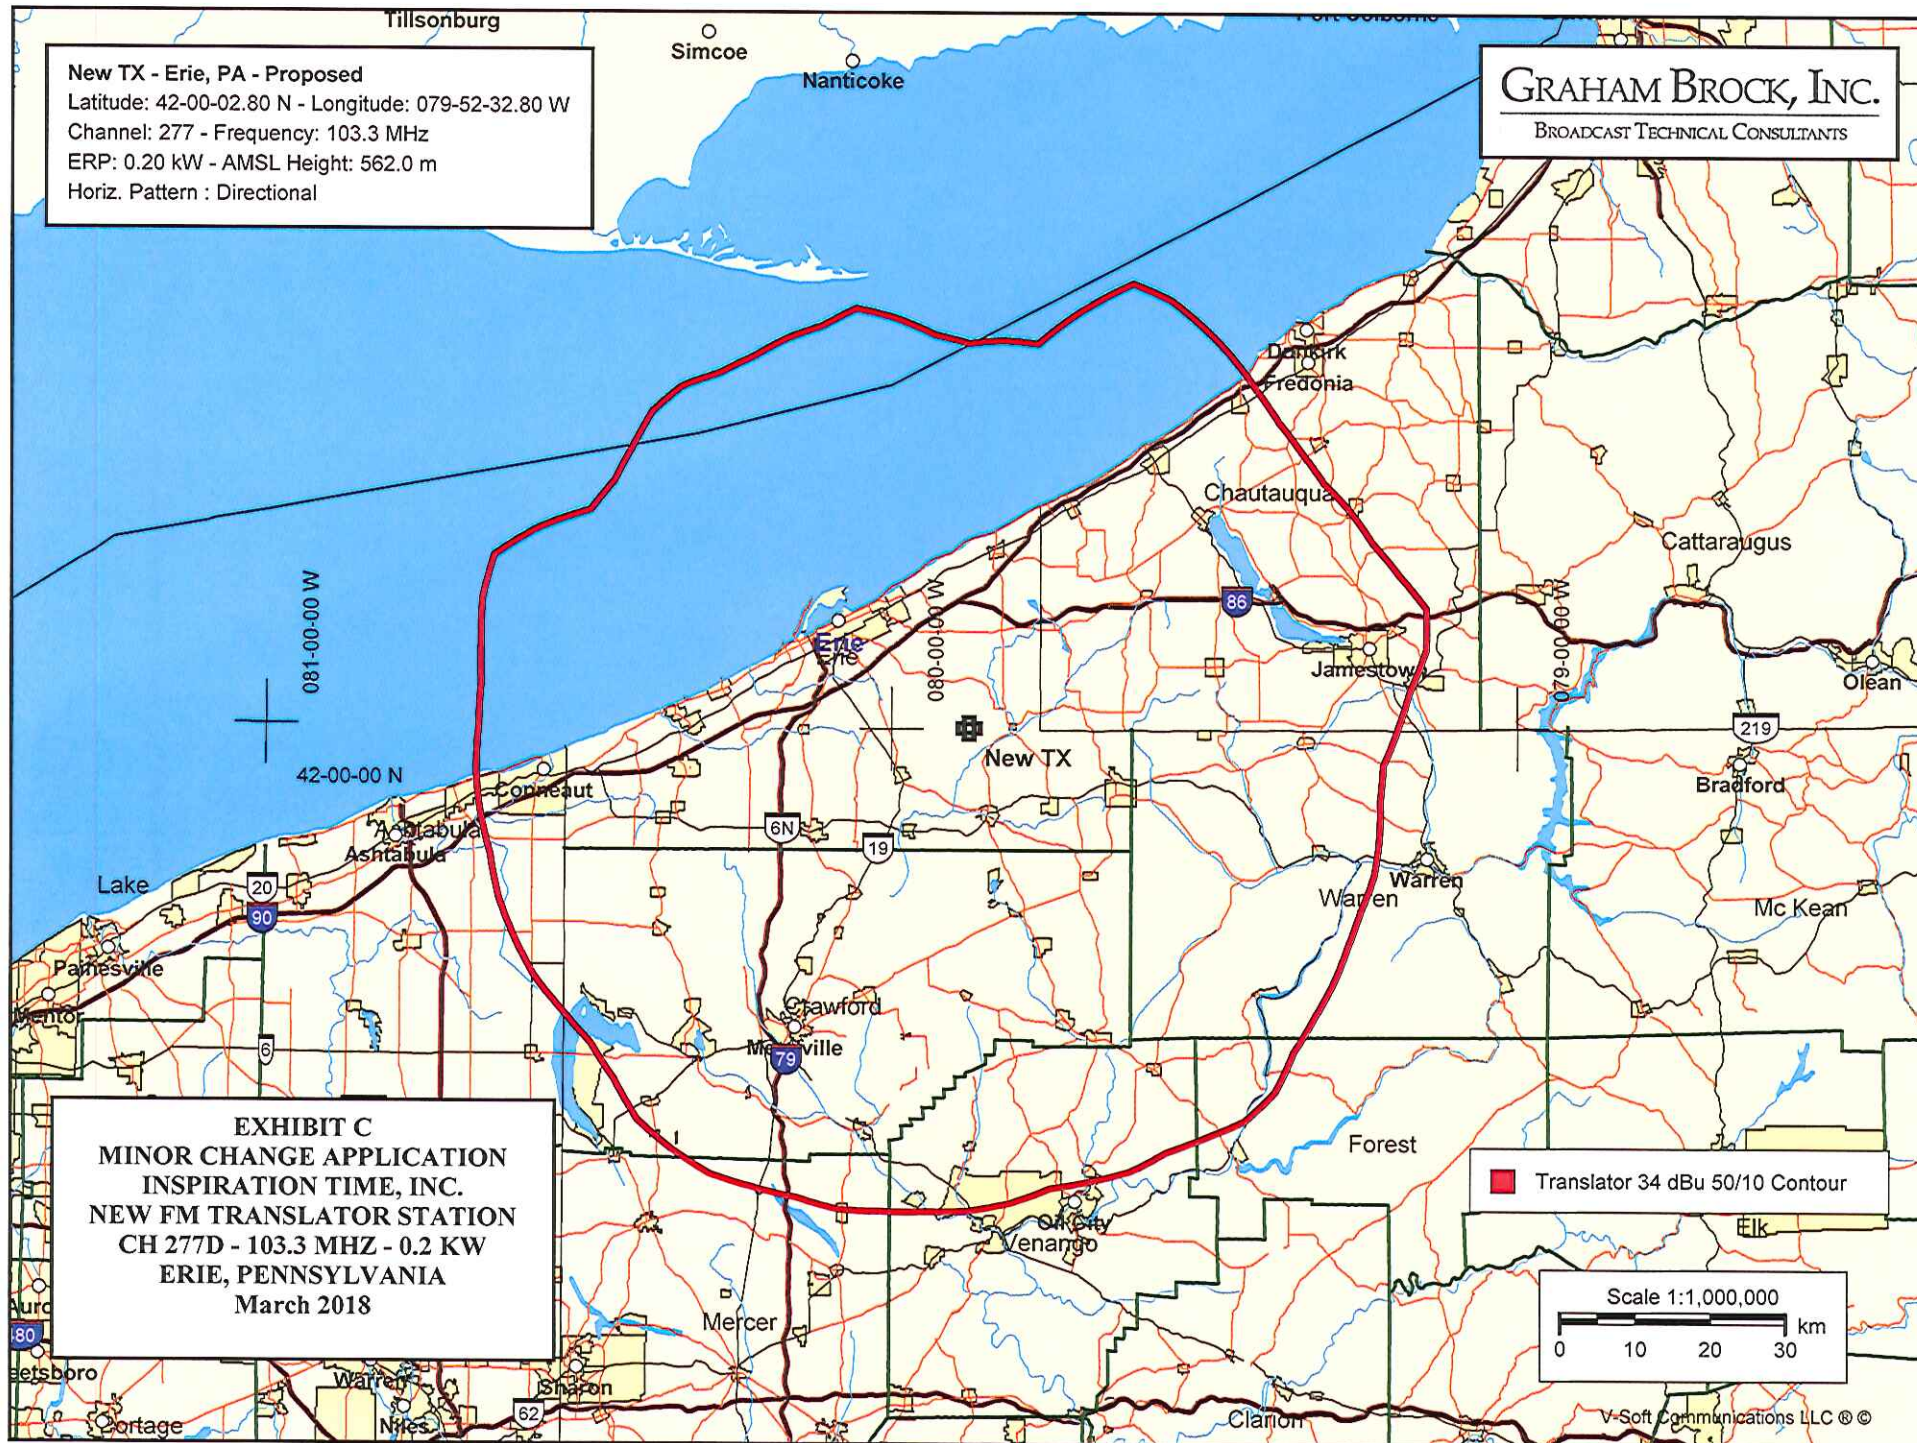 Tillsonburg
Simcoe
Nanticoke
New TX - Erie, PA - Proposed
Latitude: 42-00-02.80 N - Longitude: 079-52-32.80 W
Channel: 277 - Frequency: 103.3 MHz
ERP: 0.20 kW - AMSL Height: 562.0 m
Horiz. Pattern : Directional
GRAHAM BROCK, INC.
BROADCAST TECHNICAL CONSULTANTS
Dunkirk
Fredonia
Chautauqua
Cattaraugus
081-00-00 W
080-00-00 W
079-00-00 W
86
Erie
Erie
Jamestow
Olean
42-00-00 N
New TX
219
Bradford
Conneaut
Ashtabula
Ashtabula
6N
19
Lake
20
90
Warren
Warren
Mc Kean
Painesville
Mentor
Crawford
6
79
EXHIBIT C
MINOR CHANGE APPLICATION
INSPIRATION TIME, INC.
NEW FM TRANSLATOR STATION
CH 277D - 103.3 MHZ - 0.2 KW
ERIE, PENNSYLVANIA
March 2018
Forest
Translator 34 dBu 50/10 Contour
Elk
Oil City
Venango
Mercer
Scale 1:1,000,000
km
0 10 20 30
480
eetsboro
Warren
Sharon
Niles
62
Portage
Clarion
V-Soft Communications LLC ® ©